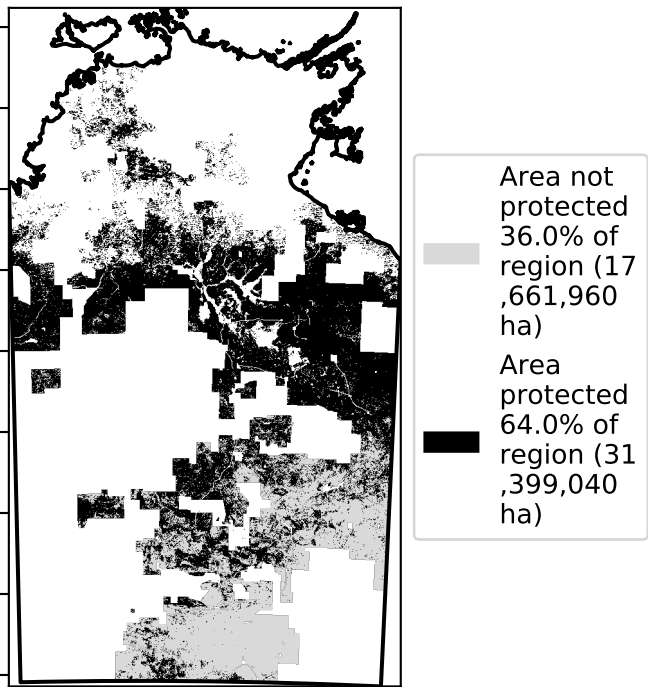 Area not
protected
36.0% of
region (17
,661,960
ha)
Area
protected
64.0% of
region (31
,399,040
ha)